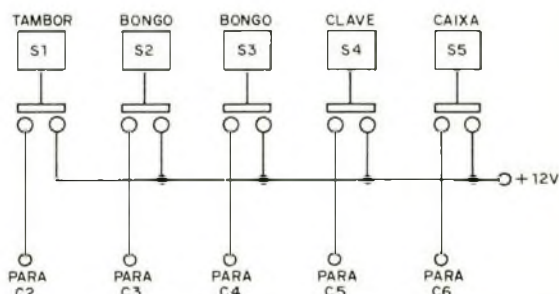 TAMBOR BONGO BONGO CLAVE CAIXA
S1 S2 S3 S4 S5
+ 12V
PARA PARA PARA PARA PARA
C2 C3 C4 C5 C6